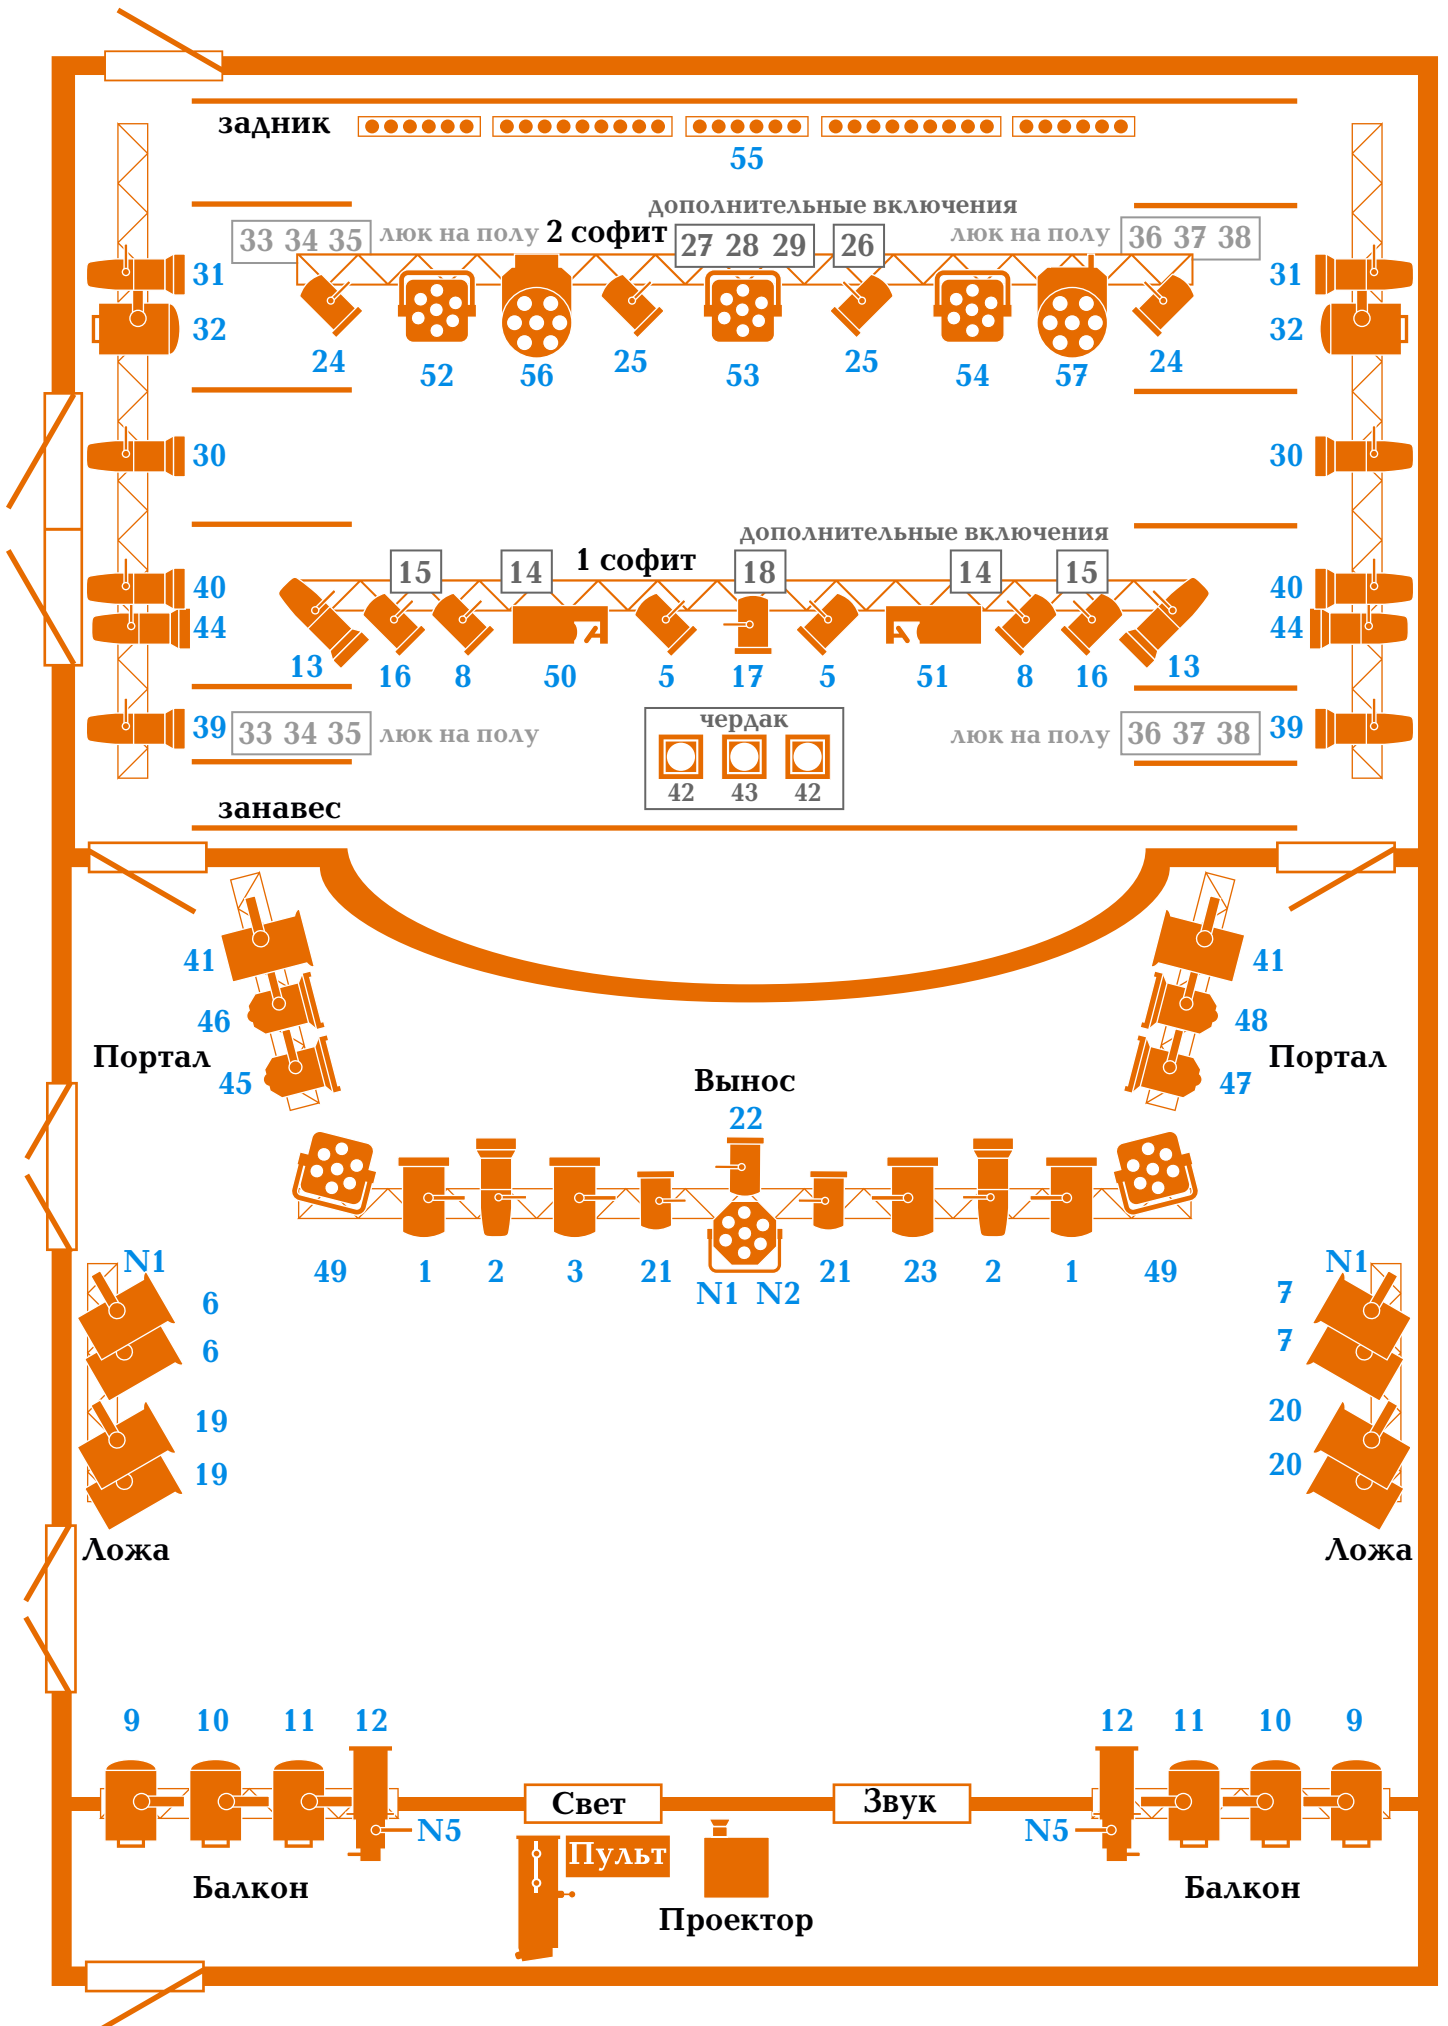 задник
55
дополнительные включения
33 34 35 люк на полу 2 софит 27 28 29 26 люк на полу 36 37 38
31 31
32 32
24 52 56 25 53 25 54 57 24
30 30
дополнительные включения
15 14 1 софит 18 14 15
40 40
44 44
13 16 8 50 5 17 5 51 8 16 13
39 33 34 35 люк на полу чердак люк на полу 36 37 38 39
42 43 42
занавес
41 41
46 48
Портал Портал
45 47
Вынос
22
49 1 2 3 21 N1 N2 21 23 2 1 49
N1 N1
6 7
6 7
19 20
19 20
Ложа Ложа
9 10 11 12 12 11 10 9
Свет Звук
N5 N5
Пульт
Балкон Балкон
Проектор